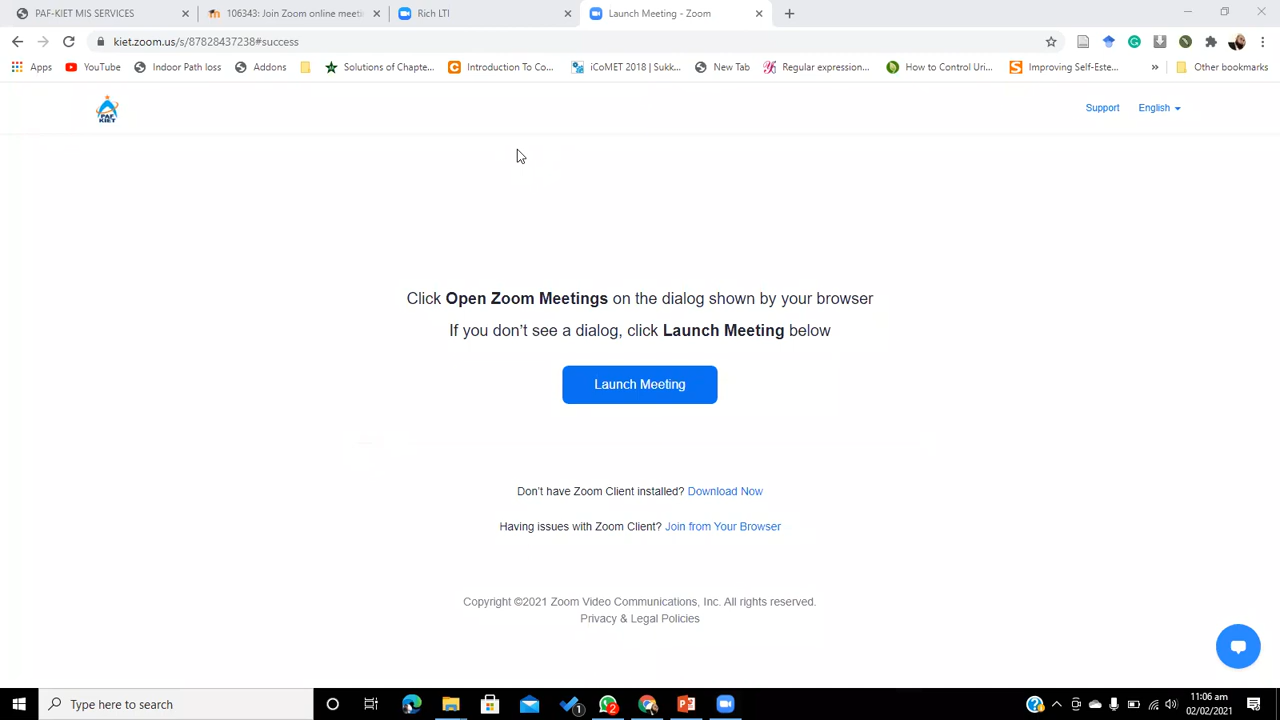 PAF-KIET MIS SERVICES
106343: Join Zoom online meeti
Rich LTI
Launch Meeting - Zoom
kiet.zoom.us/s/87828437238#success
Apps
YouTube
Indoor Path loss
Addons
Solutions of Chapte...
Introduction To Co...
iCoMET 2018 | Sukk...
New Tab
Regular expression...
How to Control Uri...
Improving Self-Este...
»
Other bookmarks
PAF
KIET
Support
English
Click Open Zoom Meetings on the dialog shown by your browser
If you don't see a dialog, click Launch Meeting below
Launch Meeting
Don't have Zoom Client installed? Download Now
Having issues with Zoom Client? Join from Your Browser
Copyright ©2021 Zoom Video Communications, Inc. All rights reserved.
Privacy & Legal Policies
Type here to search
1
2
11:06 am
02/02/2021